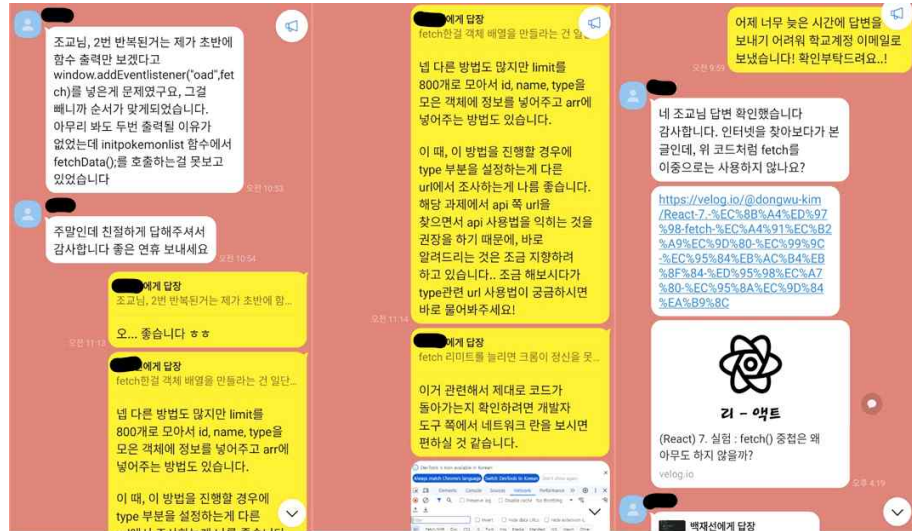 조교님, 2번 반복된거는 제가 초반에
함수 출력만 보겠다고
window.addEventlistener("oad",fet
ch)를 넣은게 문제였구요, 그걸
빼니까 순서가 맞게되었습니다.
아무리 봐도 두번 출력될 이유가
없었는데 initpokemonlist 함수에서
fetchData();를 호출하는걸 못보고
있었습니다
오전 10:53
주말인데 친절하게 답해주셔서
감사합니다 좋은 연휴 보내세요
오전 10:54
에게 답장
조교님, 2번 반복된거는 제가 초반에 함...
오... 좋습니다 ㅎㅎ
오전 11:13
에게 답장
fetch한걸 객체 배열을 만들라는 건 일단...
넵 다른 방법도 많지만 limit를
800개로 모아서 id, name, type을
모은 객체에 정보를 넣어주고 arr에
넣어주는 방법도 있습니다.
이 때, 이 방법을 진행할 경우에
type 부분을 설정하는게 다른
에게 답장
fetch한걸 객체 배열을 만들라는 건 일단
넵 다른 방법도 많지만 limit를
800개로 모아서 id, name, type을
모은 객체에 정보를 넣어주고 arr에
넣어주는 방법도 있습니다.
이 때, 이 방법을 진행할 경우에
type 부분을 설정하는게 다른
url에서 조사하는게 나름 좋습니다.
해당 과제에서 api 쪽 url을
찾으면서 api 사용법을 익히는 것을
권장을 하기 때문에, 바로
알려드리는 것은 조금 지향하려
하고 있습니다.. 조금 해보시다가
type관련 url 사용법이 궁금하시면
바로 물어봐주세요!
오전 11:14
에게 답장
fetch 리미트를 늘리면 크롬이 정신을 못...
이거 관련해서 제대로 코드가
돌아가는지 확인하려면 개발자
도구 쪽에서 네트워크 란을 보시면
편하실 것 같습니다.
DevTools is now available in Korean
Always match Chrome's language
Switch DevTools to Korean
Don't show again
Elements
Console
Sources
Network
Performance
Preserve log
Disable cache
No throttling
Filter
Invert
Hide data URLs
어제 너무 늦은 시간에 답변을
보내기 어려워 학교계정 이메일로
보냈습니다! 확인부탁드려요..!
오전 9:59
네 조교님 답변 확인했습니다
감사합니다. 인터넷을 찾아보다가 본
글인데, 위 코드처럼 fetch를
이중으로는 사용하지 않나요?
https://velog.io/@dongwu-kim
/React-7.-%EC%8B%A4%ED%97
%98-fetch-%EC%A4%91%EC%B2
%A9%EC%9D%80-%EC%99%9C
-%EC%95%84%EB%AC%B4%EB
%8F%84-%ED%95%98%EC%A7
%80-%EC%95%8A%EC%9D%84
%EA%B9%8C
리 - 액트
(React) 7. 실험 : fetch() 중첩은 왜
아무도 하지 않을까?
velog.io
오후 4:19
백재선에게 답장